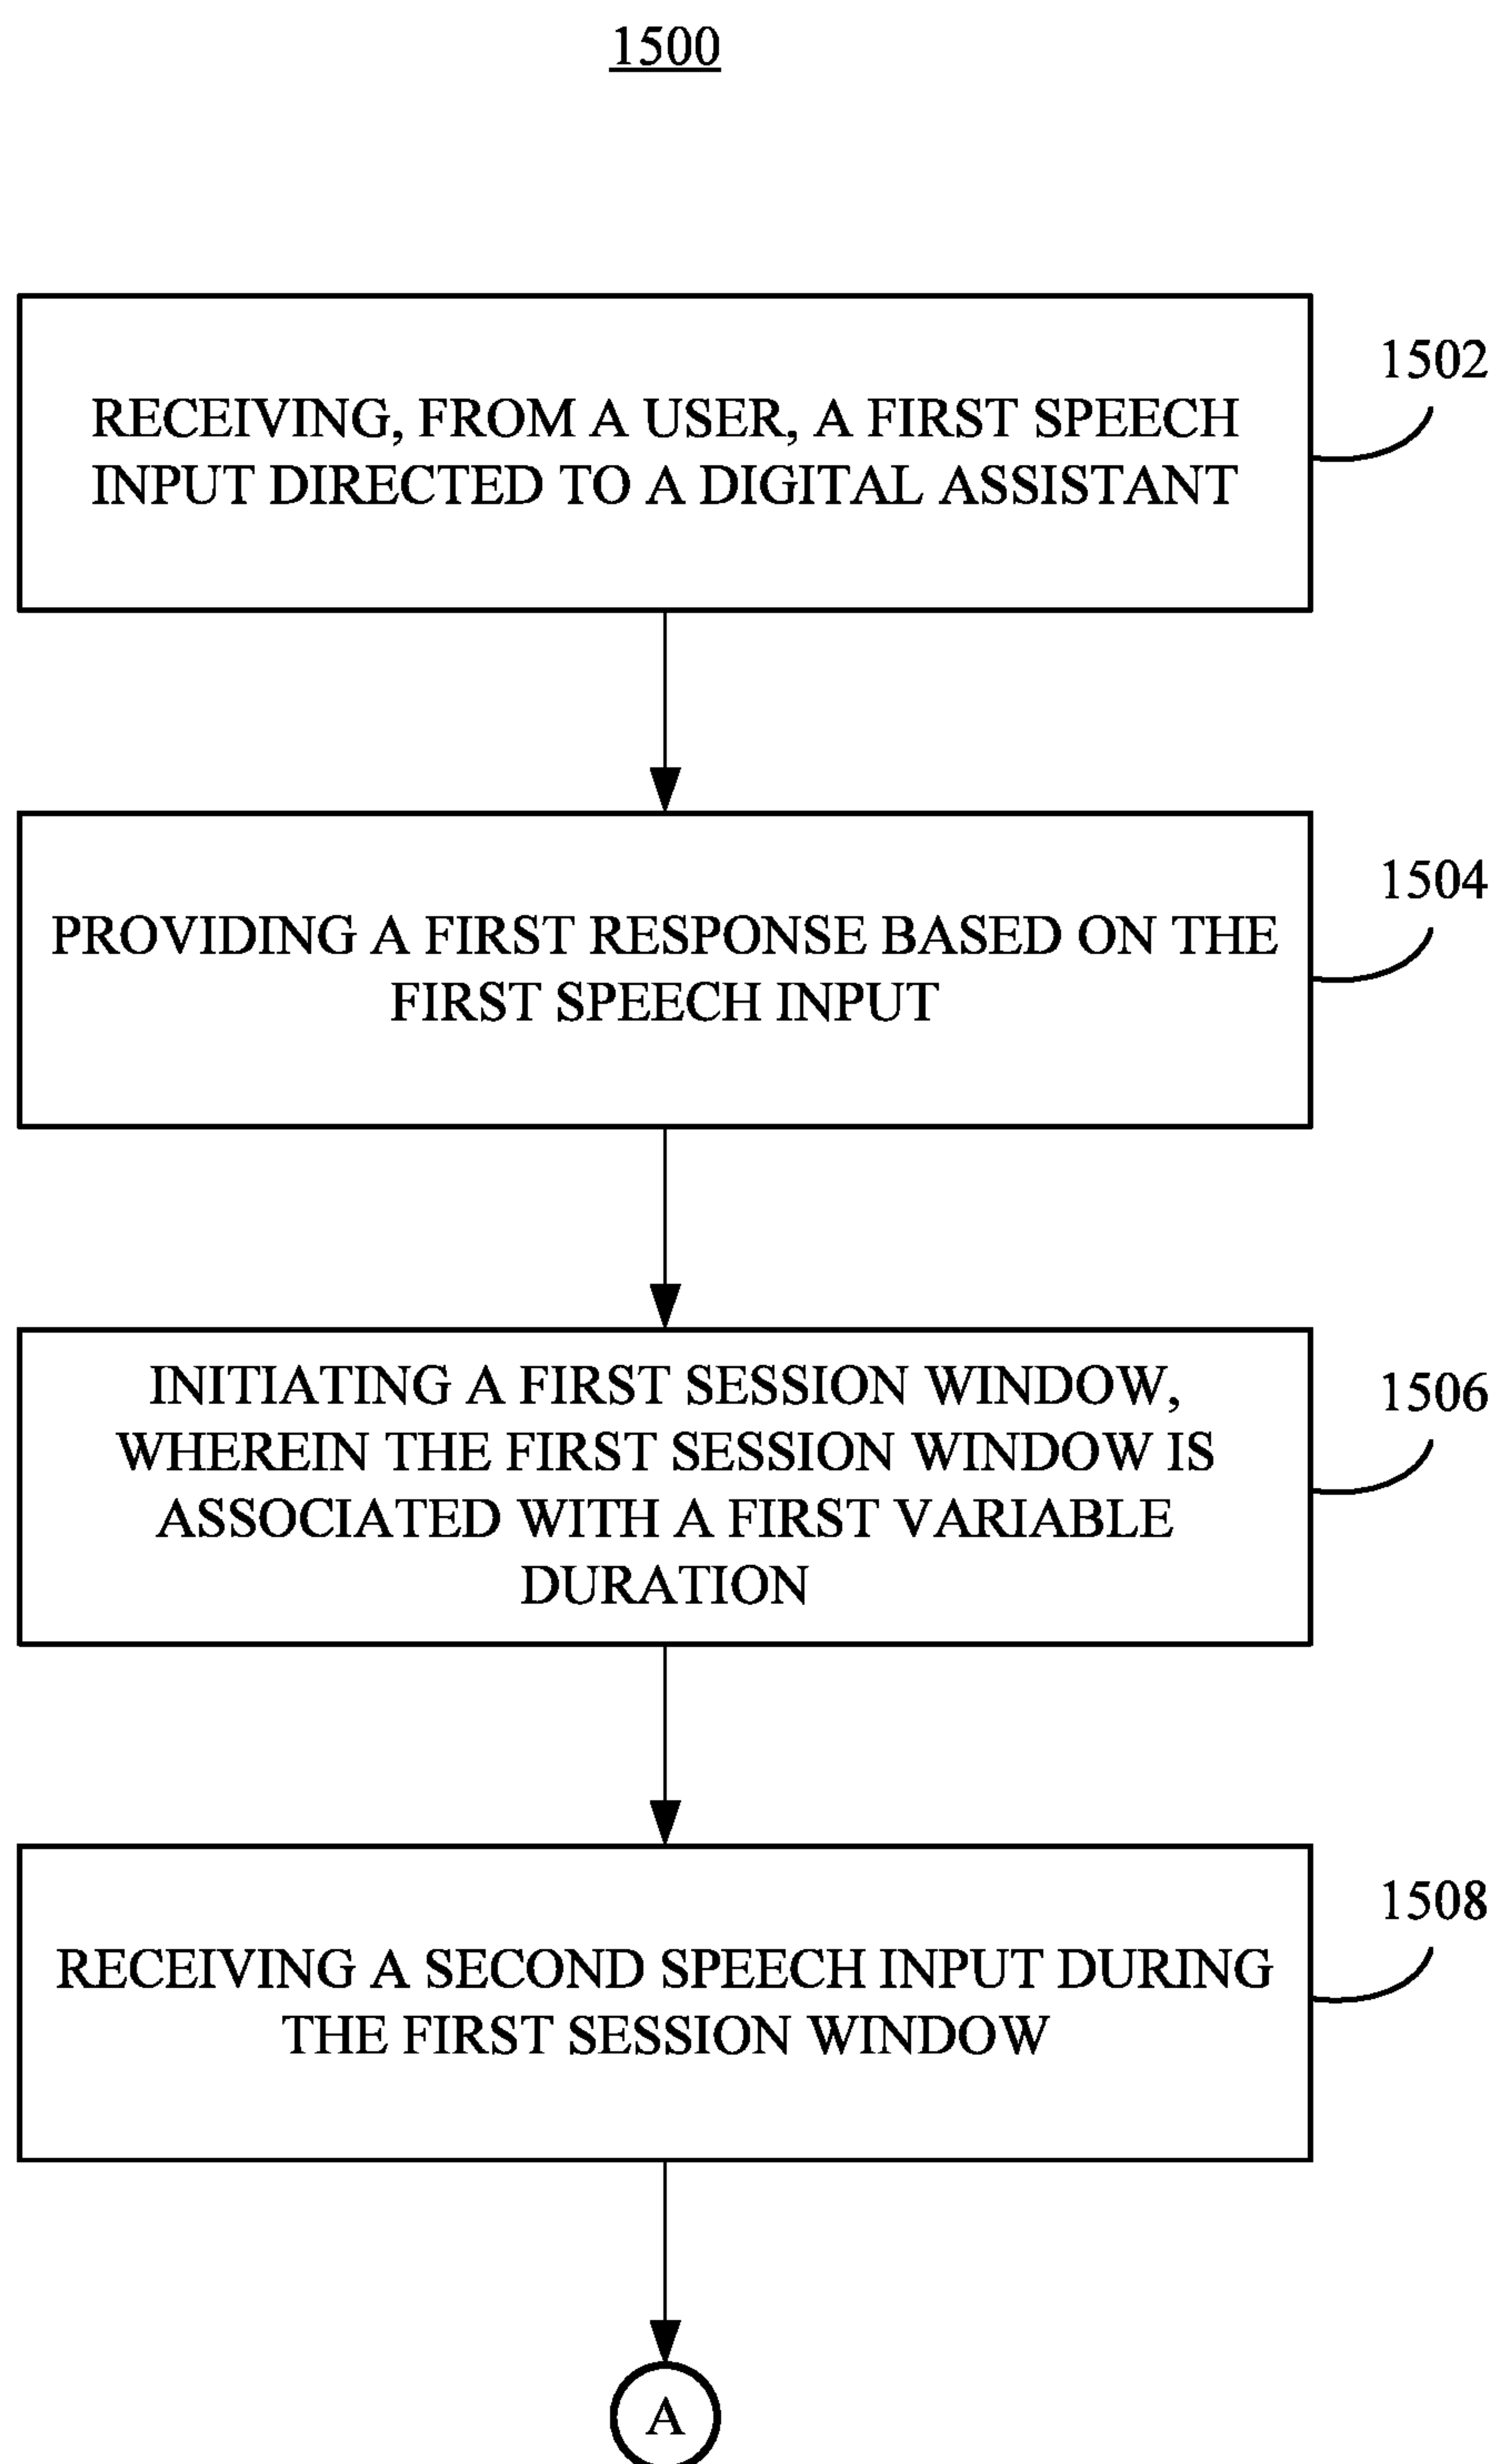 1500
RECEIVING, FROM A USER, A FIRST SPEECH
INPUT DIRECTED TO A DIGITAL ASSISTANT
1502
PROVIDING A FIRST RESPONSE BASED ON THE
FIRST SPEECH INPUT
1504
INITIATING A FIRST SESSION WINDOW,
WHEREIN THE FIRST SESSION WINDOW IS
ASSOCIATED WITH A FIRST VARIABLE
DURATION
1506
RECEIVING A SECOND SPEECH INPUT DURING
THE FIRST SESSION WINDOW
1508
A